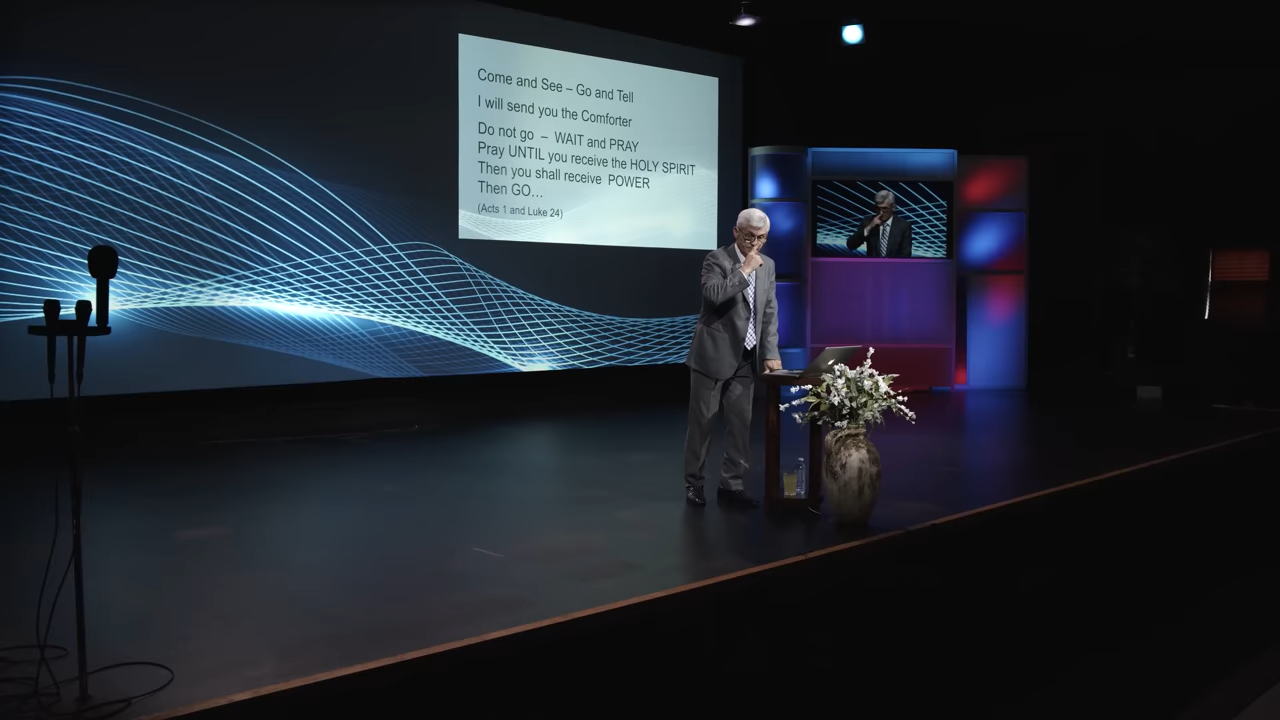 Come and See – Go and Tell
I will send you the Comforter
Do not go – WAIT and PRAY
Pray UNTIL you receive the HOLY SPIRIT
Then you shall receive POWER
Then GO…
(Acts 1 and Luke 24)